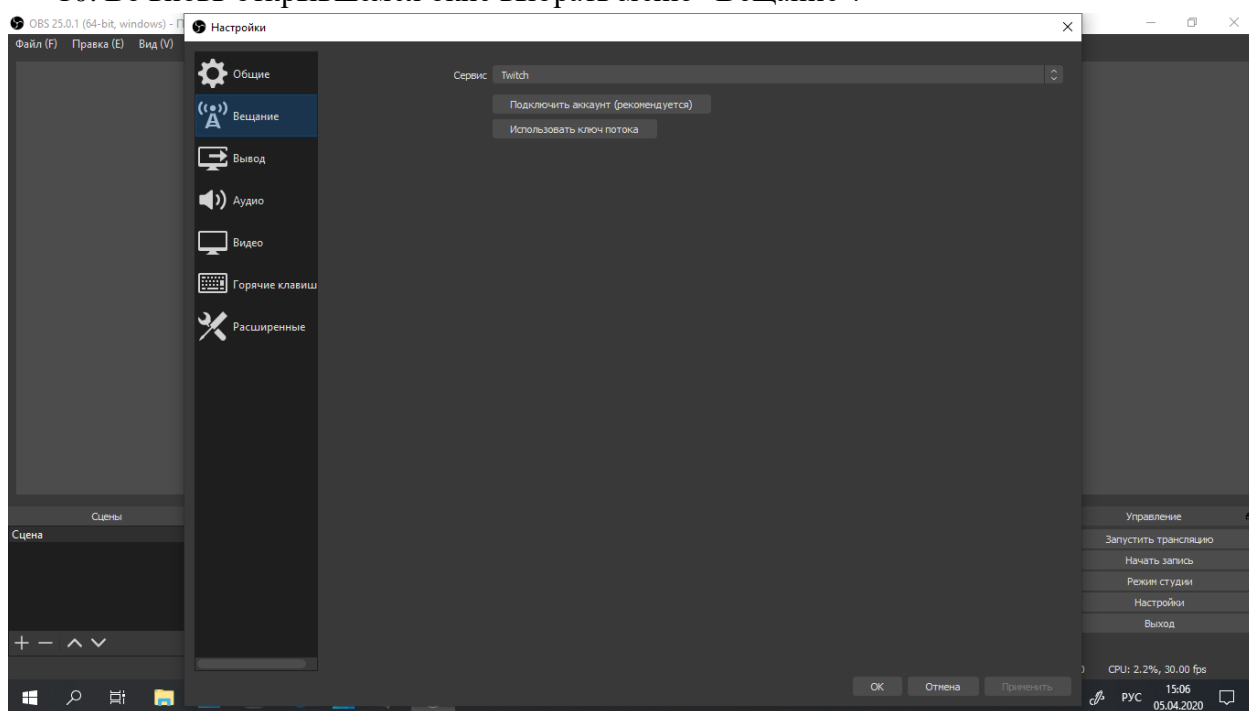 OBS 25.0.1 (64-bit, windows) - П
Файл (F) Правка (E) Вид (V)
Настройки
Общие
Вещание
Вывод
Аудио
Видео
Горячие клавиш
Расширенные
Сервис Twitch
Подключить аккаунт (рекомендуется)
Использовать ключ потока
Сцены
Сцена
Управление
Запустить трансляцию
Начать запись
Режим студии
Настройки
Выход
CPU: 2.2%, 30.00 fps
OK Отмена Применить
РУС
15:06
05.04.2020